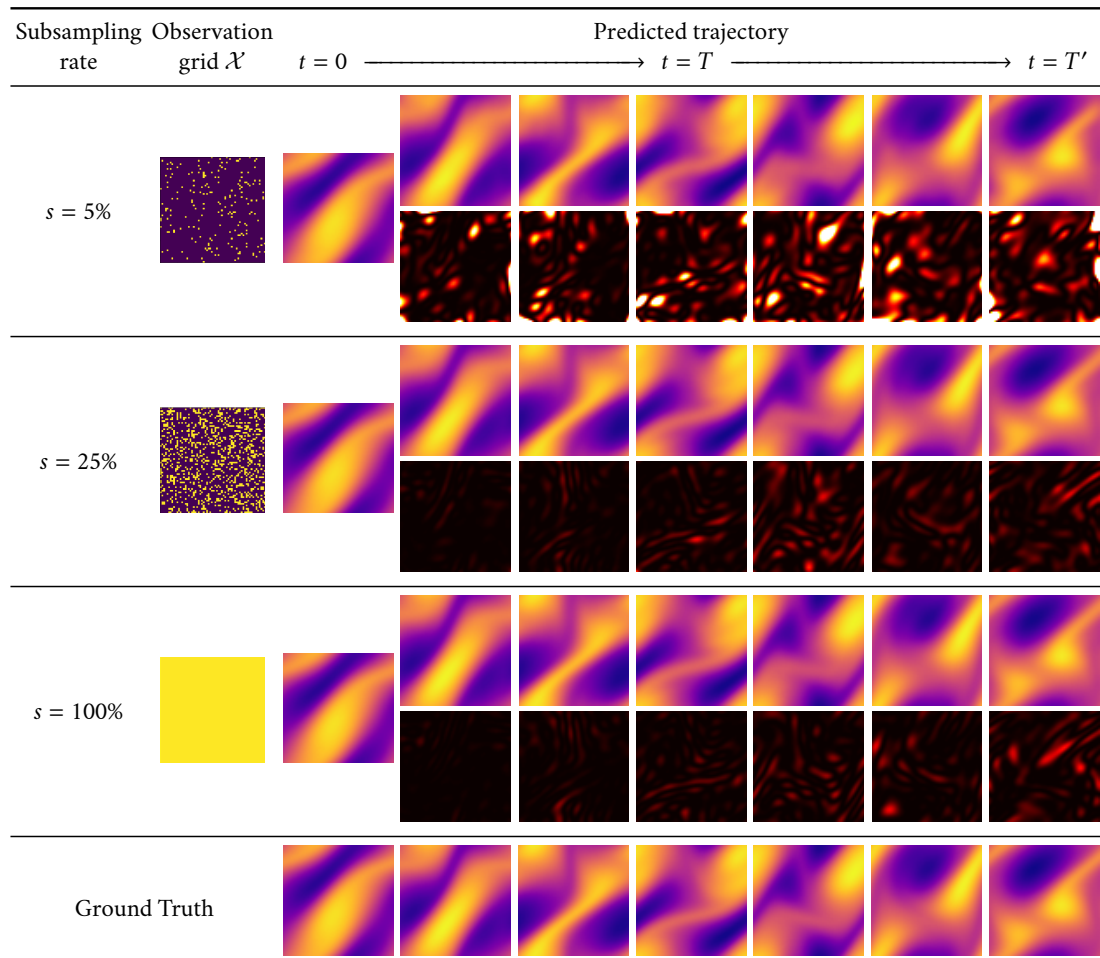 Subsampling Observation Predicted trajectory
rate grid 𝒳 t = 0 ⟶ t = T ⟶ t = T′
s = 5%
s = 25%
s = 100%
Ground Truth